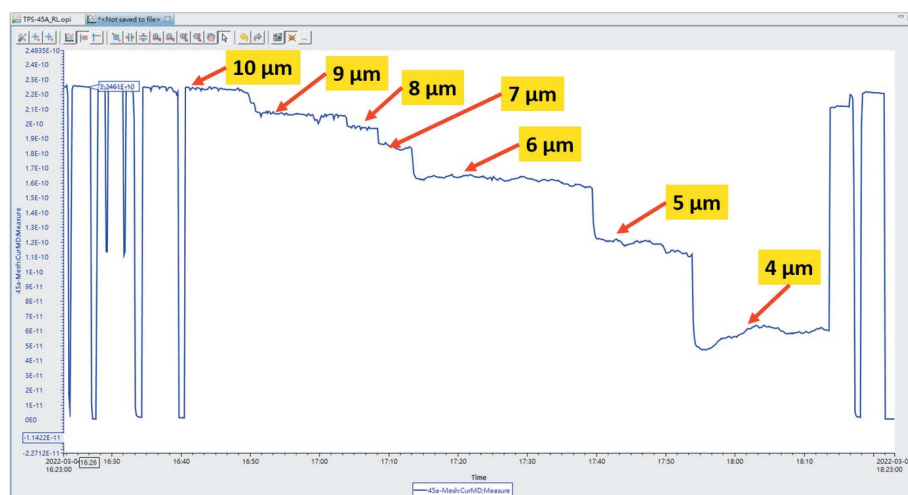 TPS-45A_RL.opi
*<Not saved to file>
2.4935E-10
2.3E-10
2.2E-10
2.1E-10
2E-10
1.9E-10
1.8E-10
1.7E-10
1.6E-10
1.5E-10
1.4E-10
1.3E-10
1.2E-10
1.1E-10
1E-10
9E-11
8E-11
7E-11
6E-11
5E-11
4E-11
3E-11
2E-11
1E-11
0E0
-1.1422E-11
-2.2712E-11
45a-Mesh:CurMD:Measure
2.2461E-10
10 µm
9 µm
8 µm
7 µm
6 µm
5 µm
4 µm
2022-03-04
16:23:00
16:26
16:30
16:40
16:50
17:00
17:10
17:20
17:30
17:40
17:50
18:00
18:10
2022-03-0
18:23:00
Time
45a-Mesh:CurMD:Measure